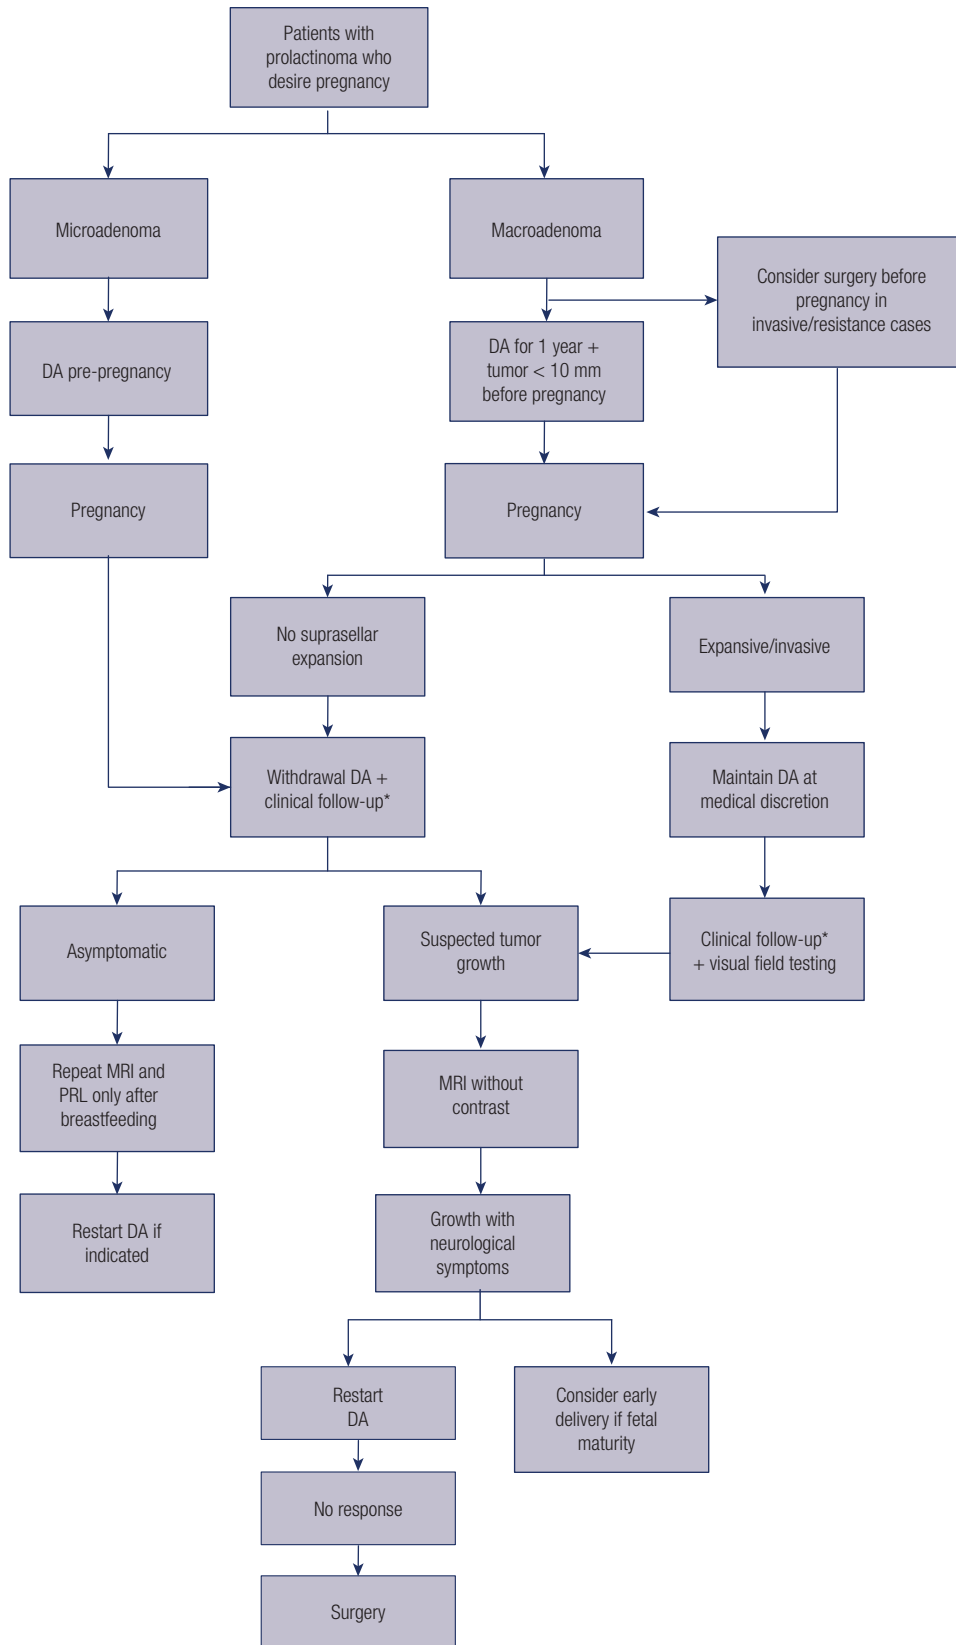 Patients with
prolactinoma who
desire pregnancy
Microadenoma
Macroadenoma
Consider surgery before
pregnancy in
invasive/resistance cases
DA pre-pregnancy
DA for 1 year +
tumor < 10 mm
before pregnancy
Pregnancy
Pregnancy
No suprasellar
expansion
Expansive/invasive
Withdrawal DA +
clinical follow-up*
Maintain DA at
medical discretion
Asymptomatic
Suspected tumor
growth
Clinical follow-up*
+ visual field testing
Repeat MRI and
PRL only after
breastfeeding
MRI without
contrast
Restart DA if
indicated
Growth with
neurological
symptoms
Restart
DA
Consider early
delivery if fetal
maturity
No response
Surgery